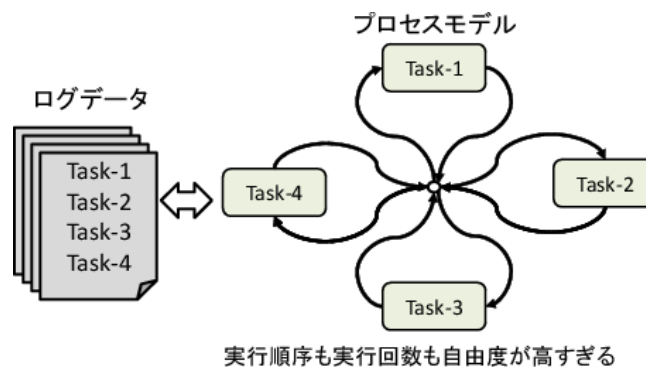 プロセスモデル
Task-1
ログデータ
Task-1
Task-2
Task-3
Task-4
Task-4
Task-2
Task-3
実行順序も実行回数も自由度が高すぎる